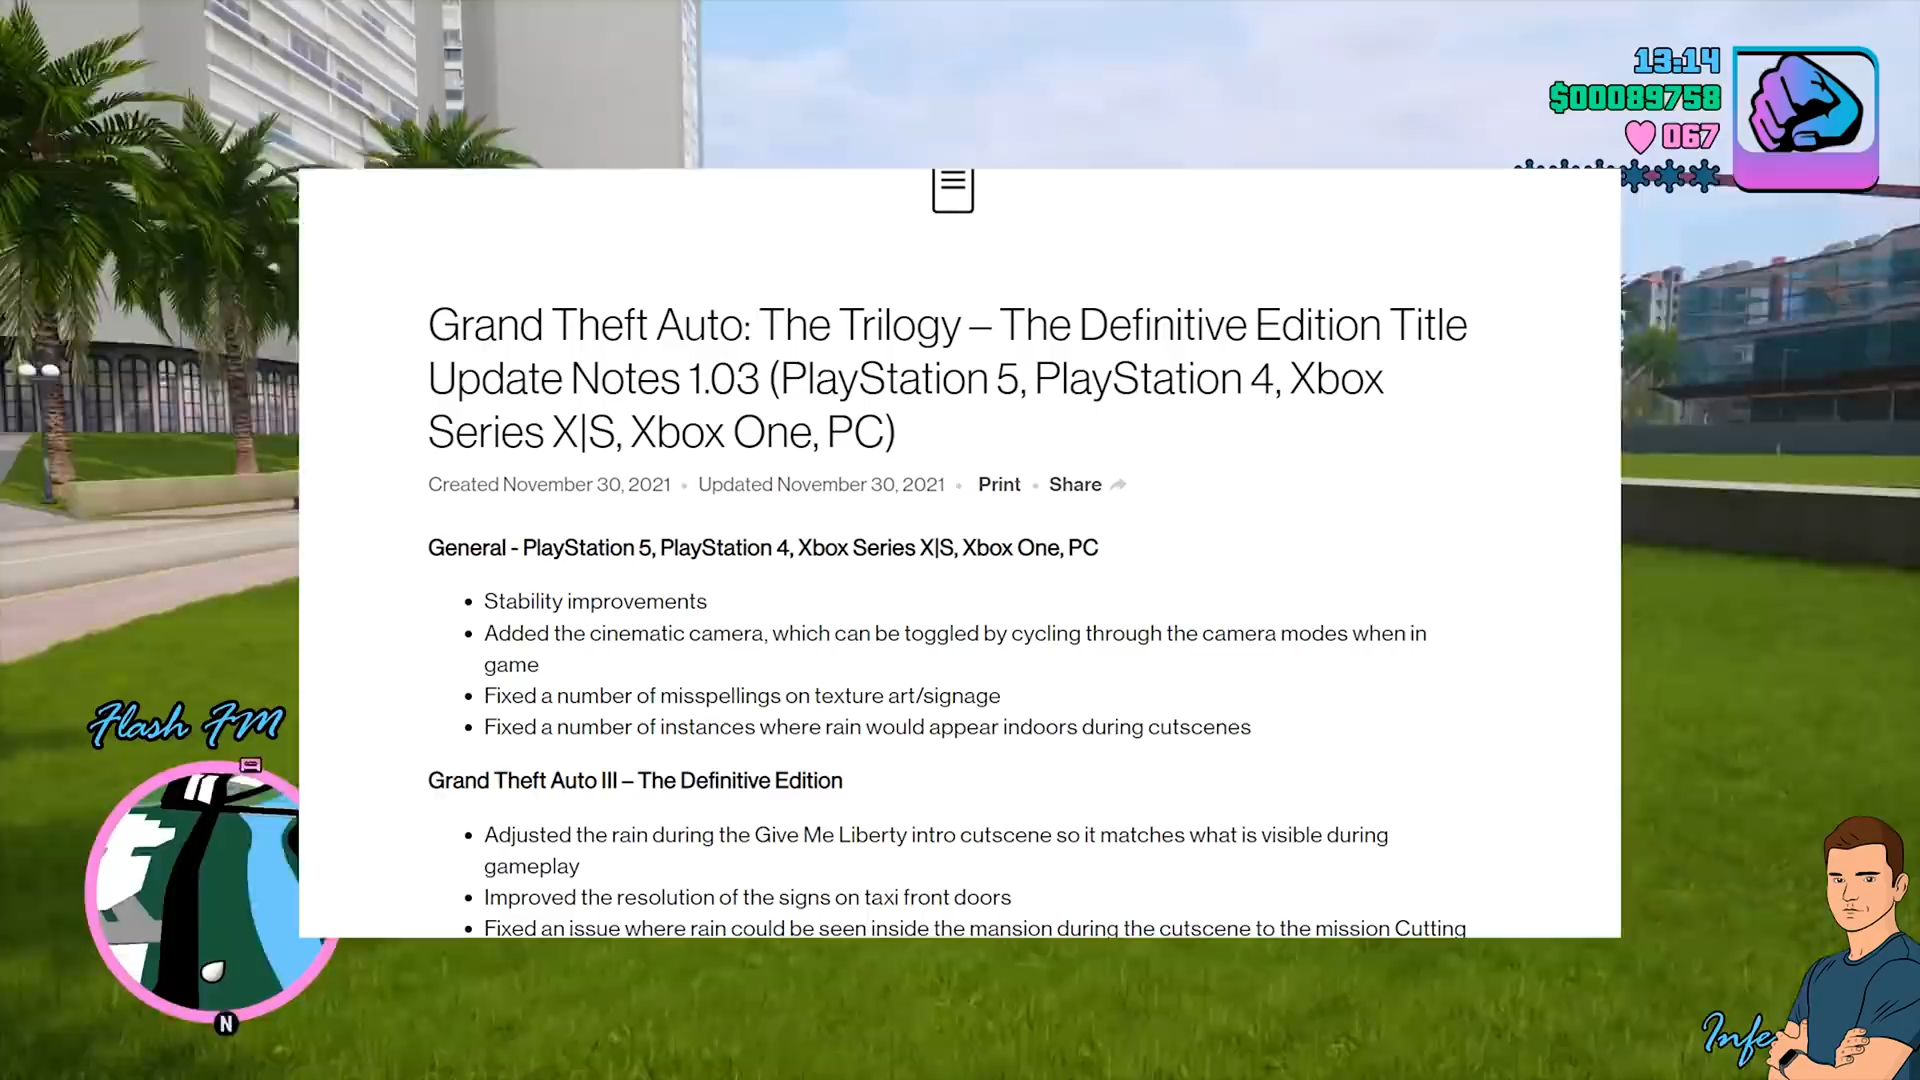 13:14
$00089758
067
Grand Theft Auto: The Trilogy – The Definitive Edition Title
Update Notes 1.03 (PlayStation 5, PlayStation 4, Xbox
Series X|S, Xbox One, PC)
Created November 30, 2021 • Updated November 30, 2021 • Print • Share
General - PlayStation 5, PlayStation 4, Xbox Series X|S, Xbox One, PC
• Stability improvements
• Added the cinematic camera, which can be toggled by cycling through the camera modes when in
game
• Fixed a number of misspellings on texture art/signage
• Fixed a number of instances where rain would appear indoors during cutscenes
Grand Theft Auto III – The Definitive Edition
• Adjusted the rain during the Give Me Liberty intro cutscene so it matches what is visible during
gameplay
• Improved the resolution of the signs on taxi front doors
• Fixed an issue where rain could be seen inside the mansion during the cutscene to the mission Cutting
Flash FM
N
Infe